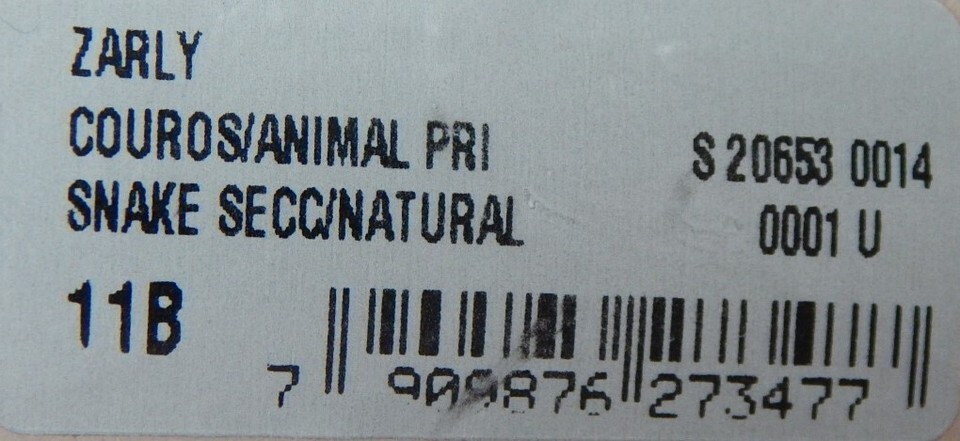 ZARLY
COUROS/ANIMAL PRI
SNAKE SECC/NATURAL
S 20653 0014
0001 U
11B
7 909876 273477